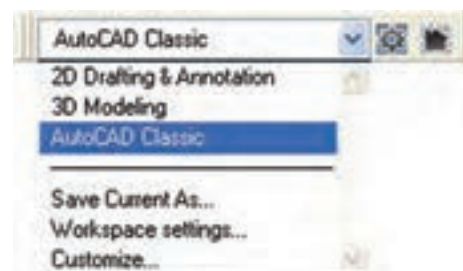 AutoCAD Classic
2D Drafting & Annotation
3D Modeling
AutoCAD Classic
Save Current As...
Workspace settings...
Customize...